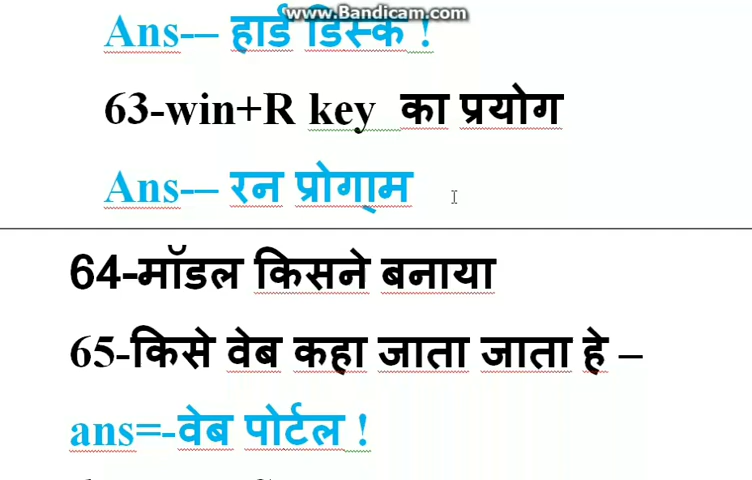 www.Bandicam.com
Ans-– हार्ड डिस्क !
63-win+R key का प्रयोग
Ans-– रन प्रोगा्म
64-मॉडल किसने बनाया
65-किसे वेब कहा जाता जाता हे –
ans=-वेब पोर्टल !